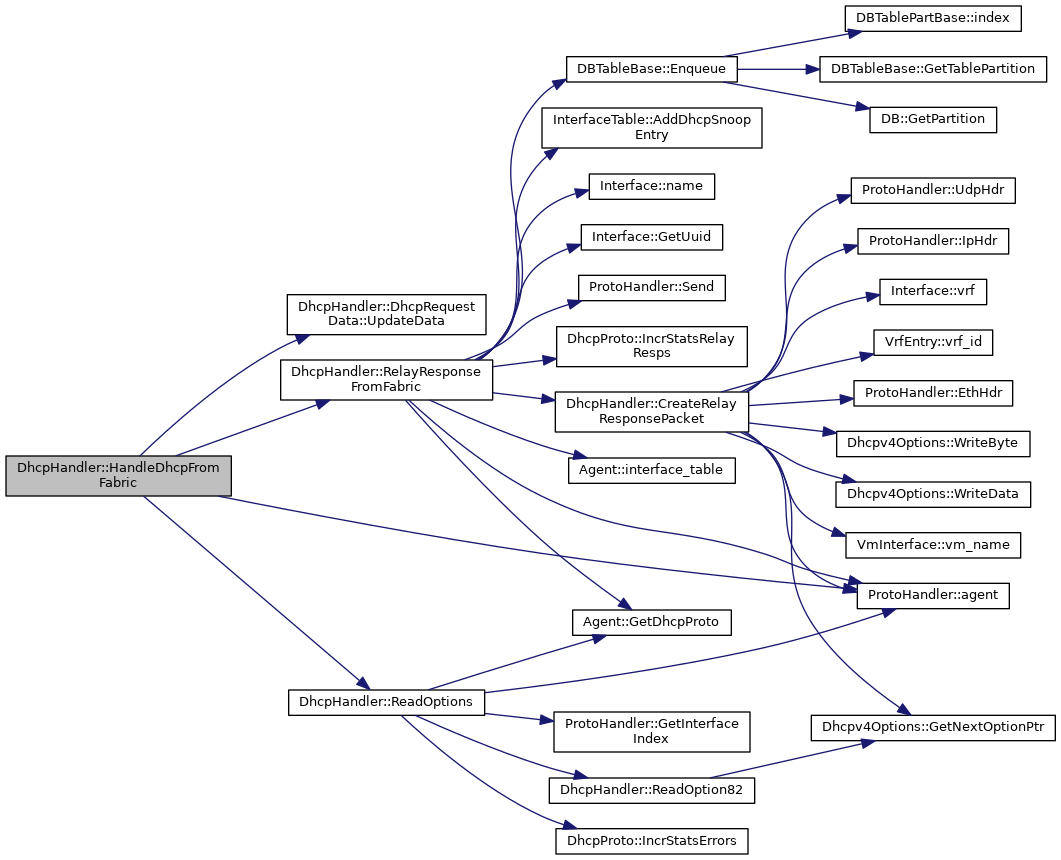 DBTablePartBase::index
DBTableBase::Enqueue
DBTableBase::GetTablePartition
DB::GetPartition
InterfaceTable::AddDhcpSnoop
Entry
Interface::name
ProtoHandler::UdpHdr
Interface::GetUuid
ProtoHandler::IpHdr
ProtoHandler::Send
Interface::vrf
DhcpHandler::DhcpRequest
Data::UpdateData
DhcpProto::IncrStatsRelay
Resps
VrfEntry::vrf_id
DhcpHandler::RelayResponse
FromFabric
ProtoHandler::EthHdr
DhcpHandler::CreateRelay
ResponsePacket
Dhcpv4Options::WriteByte
DhcpHandler::HandleDhcpFrom
Fabric
Agent::interface_table
Dhcpv4Options::WriteData
VmInterface::vm_name
ProtoHandler::agent
Agent::GetDhcpProto
DhcpHandler::ReadOptions
ProtoHandler::GetInterface
Index
Dhcpv4Options::GetNextOptionPtr
DhcpHandler::ReadOption82
DhcpProto::IncrStatsErrors